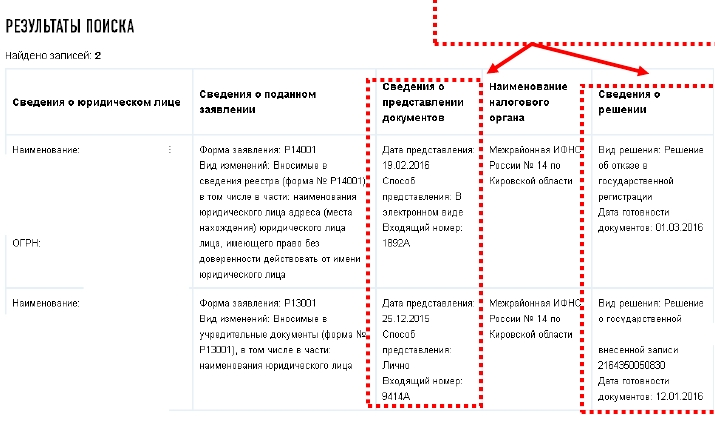 РЕЗУЛЬТАТЫ ПОИСКА
Найдено записей: 2
Сведения о юридическом лице
Сведения о поданном
заявлении
Сведения о
представлении
документов
Наименование
налогового
органа
Сведения о
решении
Наименование:
ОГРН:
Форма заявления: Р14001
Вид изменений: Вносимые в
сведения реестра (форма № Р14001),
в том числе в части: наименования
юридического лица адреса (места
нахождения) юридического лица
лица, имеющего право без
доверенности действовать от имени
юридического лица
Дата представления:
19.02.2016
Способ
представления: В
электронном виде
Входящий номер:
1892А
Межрайонная ИФНС
России № 14 по
Кировской области
Вид решения: Решение
об отказе в
государственной
регистрации
Дата готовности
документов: 01.03.2016
Наименование:
Форма заявления: Р13001
Вид изменений: Вносимые в
учредительные документы (форма №
Р13001), в том числе в части:
наименования юридического лица
Дата представления:
25.12.2015
Способ
представления:
Лично
Входящий номер:
9414А
Межрайонная ИФНС
России № 14 по
Кировской области
Вид решения: Решение
о государственной
внесенной записи
2164350050830
Дата готовности
документов: 12.01.2016